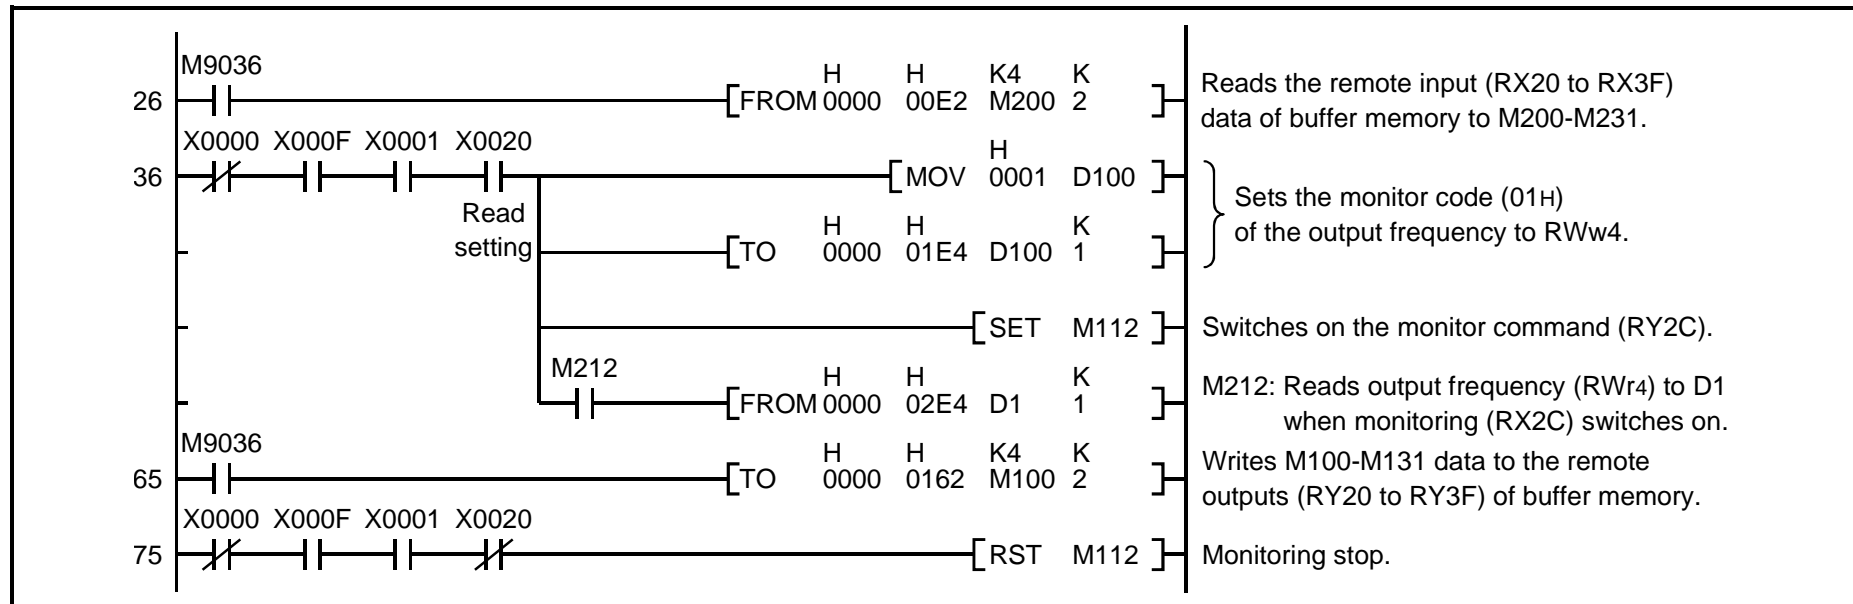 M9036
H H K4 K
26 FROM 0000 00E2 M200 2
Reads the remote input (RX20 to RX3F)
data of buffer memory to M200-M231.
X0000 X000F X0001 X0020
H
36 MOV 0001 D100
Read
setting
H H K
TO 0000 01E4 D100 1
Sets the monitor code (01H)
of the output frequency to RWw4.
SET M112
Switches on the monitor command (RY2C).
M212
H H K
FROM 0000 02E4 D1 1
M212: Reads output frequency (RWr4) to D1
when monitoring (RX2C) switches on.
M9036
H H K4 K
65 TO 0000 0162 M100 2
Writes M100-M131 data to the remote
outputs (RY20 to RY3F) of buffer memory.
X0000 X000F X0001 X0020
75 RST M112
Monitoring stop.